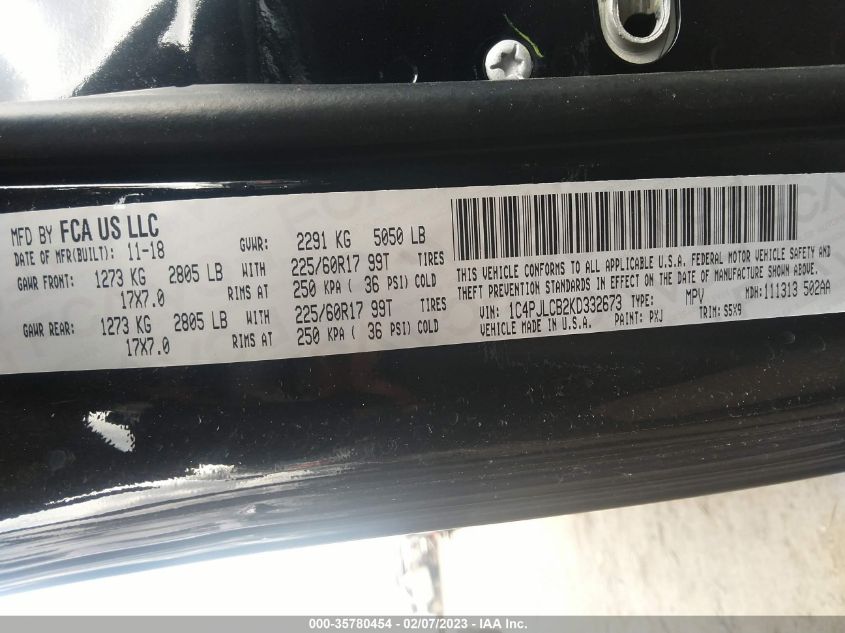 MFD BY FCA US LLC
DATE OF MFR(BUILT): 11-18 GVWR: 2291 KG 5050 LB
GAWR FRONT: 1273 KG 2805 LB WITH 225/60R17 99T TIRES
17X7.0 RIMS AT 250 KPA ( 36 PSI) COLD
GAWR REAR: 1273 KG 2805 LB WITH 225/60R17 99T TIRES
17X7.0 RIMS AT 250 KPA ( 36 PSI) COLD
THIS VEHICLE CONFORMS TO ALL APPLICABLE U.S.A. FEDERAL MOTOR VEHICLE SAFETY AND
THEFT PREVENTION STANDARDS IN EFFECT ON THE DATE OF MANUFACTURE SHOWN ABOVE.
VIN: 1C4PJLCB2KD332673 TYPE: MPV MDH: 111313 502AA
VEHICLE MADE IN U.S.A. PAINT: PXJ TRIM: S5X9
000-35780454 - 02/07/2023 - IAA Inc.